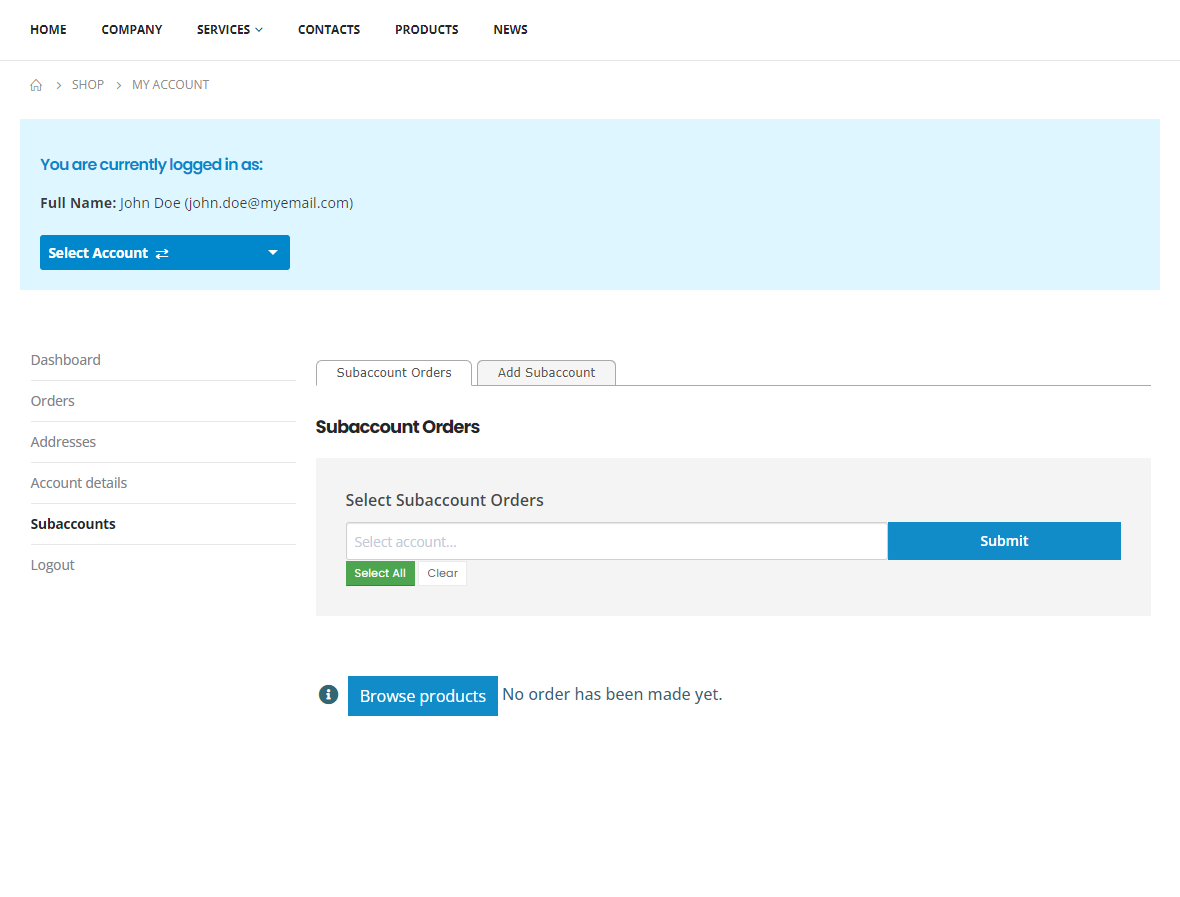 HOME COMPANY SERVICES CONTACTS PRODUCTS NEWS
SHOP MY ACCOUNT
You are currently logged in as:
Full Name: John Doe (john.doe@myemail.com)
Select Account
Dashboard
Orders
Addresses
Account details
Subaccounts
Logout
Subaccount Orders Add Subaccount
Subaccount Orders
Select Subaccount Orders
Select account... Submit
Select All Clear
Browse products No order has been made yet.